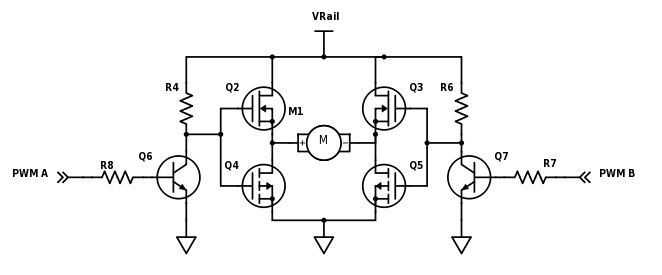 VRail
R4 Q2 Q3 R6
M1
M
+ −
Q6 Q4 Q5 Q7
PWM A R8 R7 PWM B